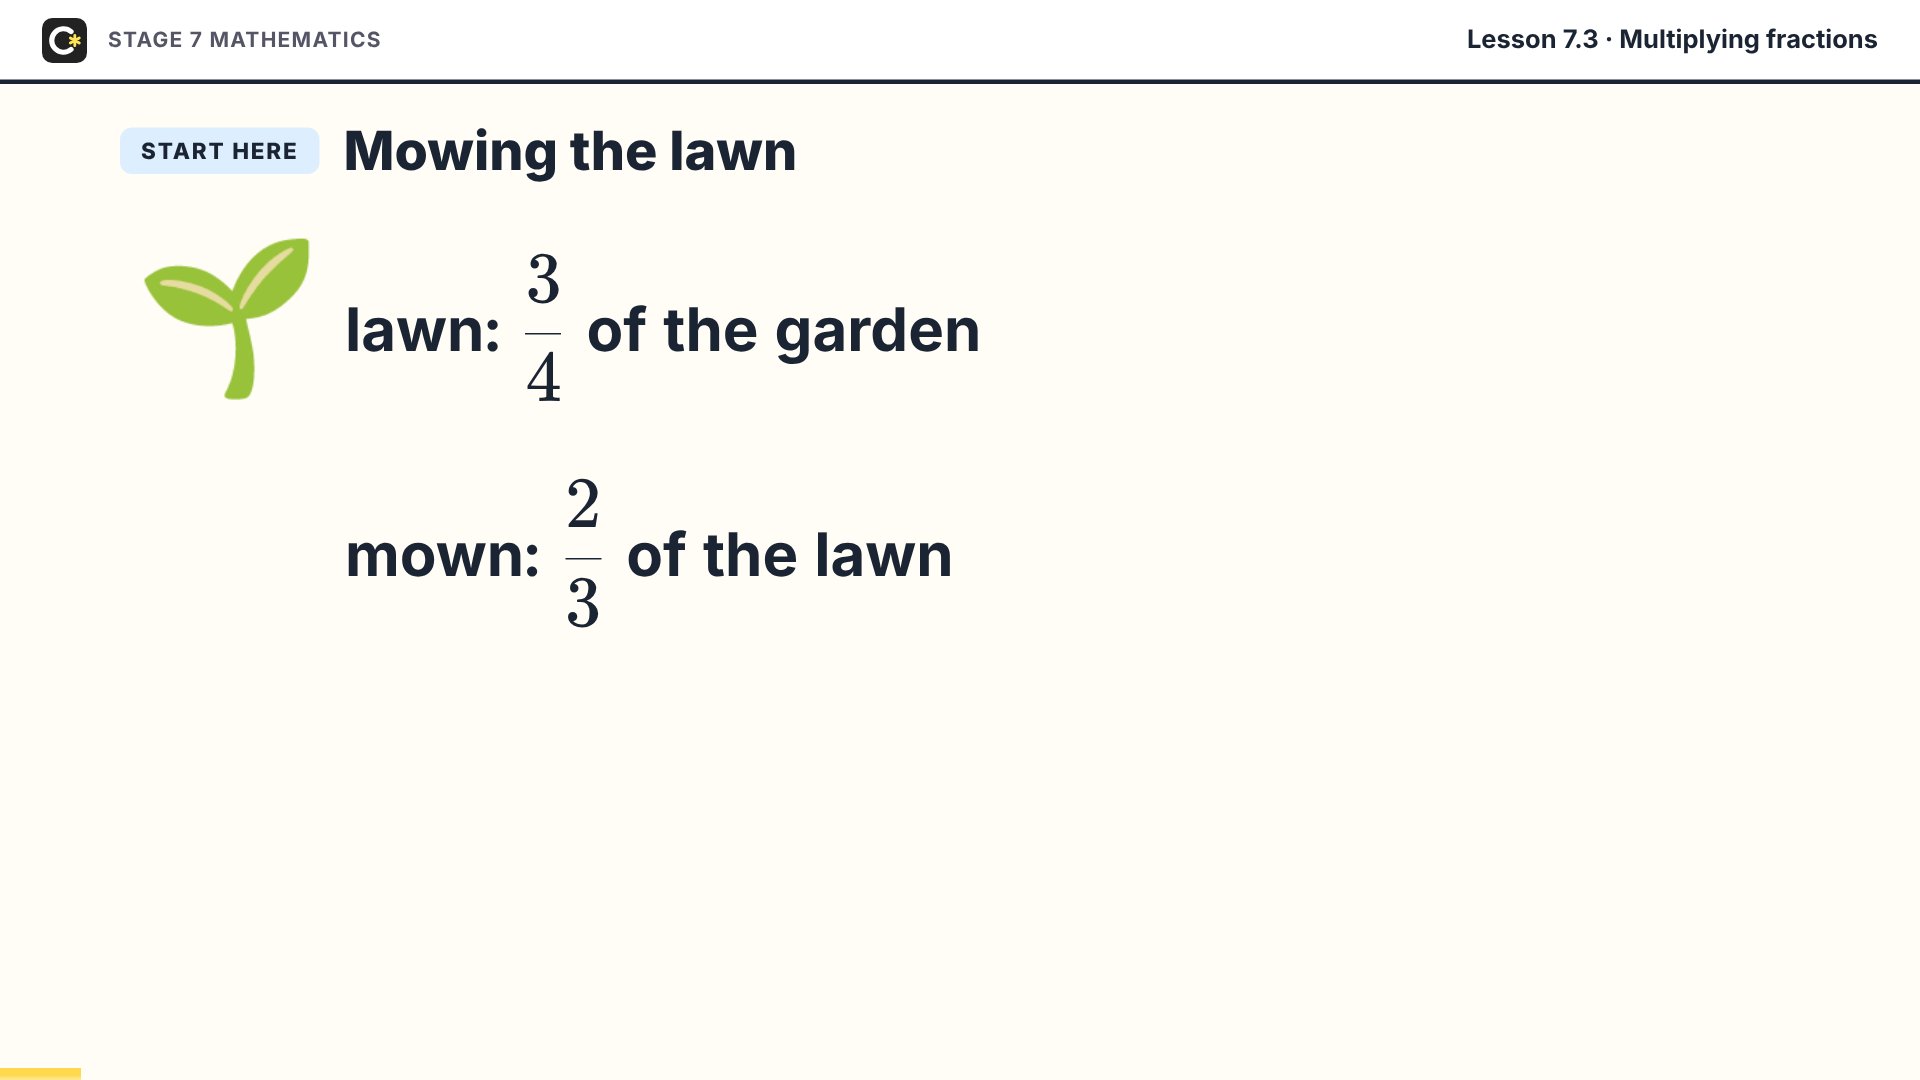 STAGE 7 MATHEMATICS
Lesson 7.3 · Multiplying fractions
START HERE
Mowing the lawn
lawn: 3/4 of the garden
mown: 2/3 of the lawn